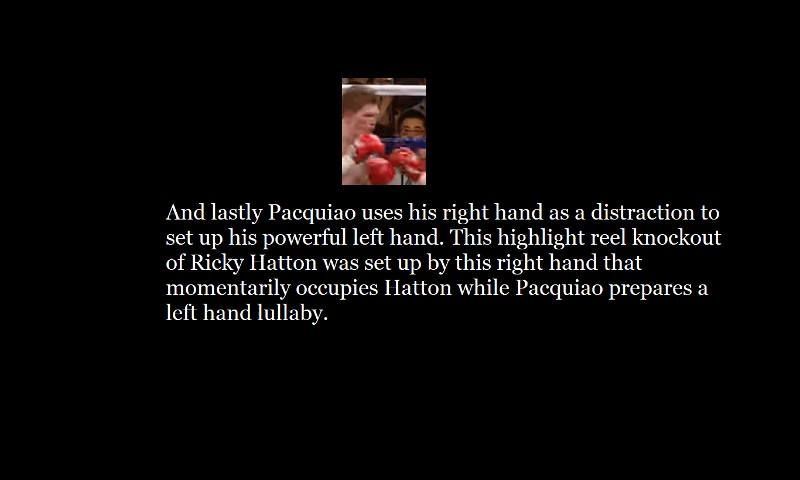 And lastly Pacquiao uses his right hand as a distraction to
set up his powerful left hand. This highlight reel knockout
of Ricky Hatton was set up by this right hand that
momentarily occupies Hatton while Pacquiao prepares a
left hand lullaby.